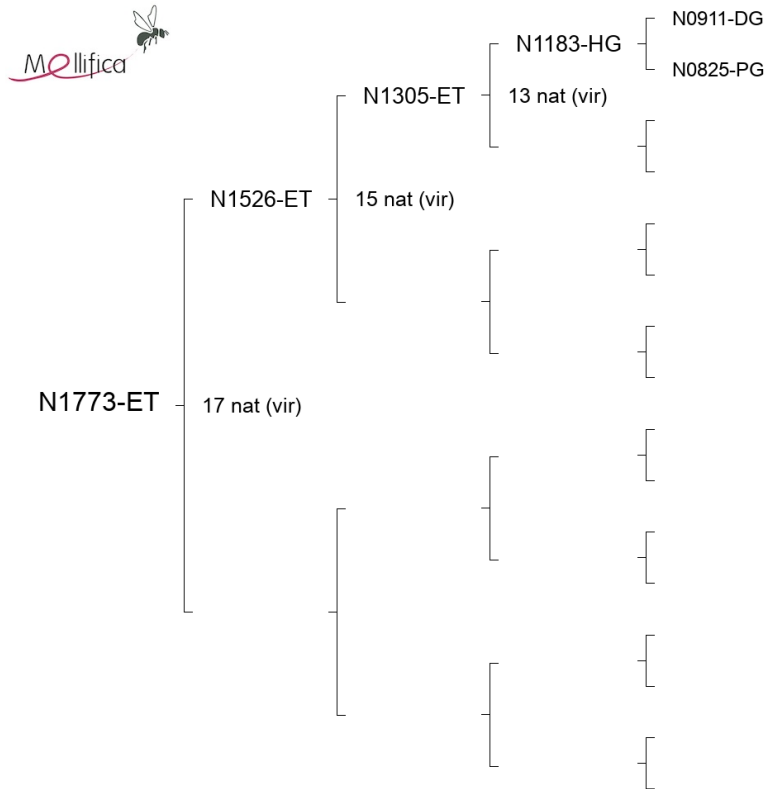 Mellifica
N0911-DG
N1183-HG
N0825-PG
N1305-ET
13 nat (vir)
N1526-ET
15 nat (vir)
N1773-ET
17 nat (vir)